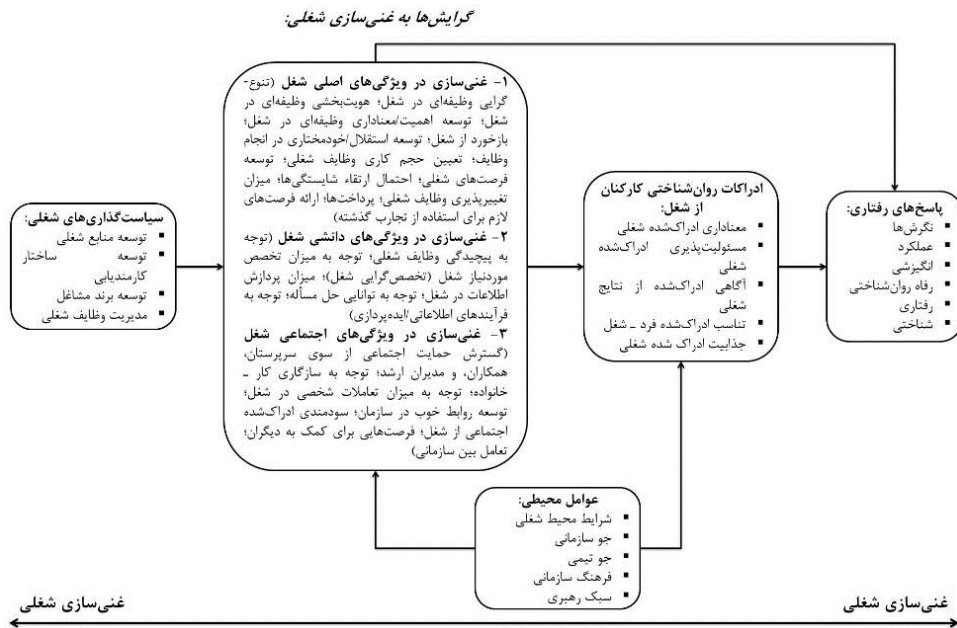 گرایش‌ها به غنی‌سازی شغلی:
۱- غنی‌سازی در ویژگی‌های اصلی شغل (تنوع-
گرایی وظیفه‌ای در شغل؛ هویت‌بخشی وظیفه‌ای در
شغل؛ توسعه اهمیت/معناداری وظیفه‌ای در شغل؛
بازخورد از شغل؛ توسعه استقلال/خودمختاری در انجام
وظایف؛ تعیین حجم کاری وظایف شغلی؛ توسعه
فرصت‌های شغلی؛ احتمال ارتقاء شایستگی‌ها؛ میزان
تغییرپذیری وظایف شغلی؛ پرداخت‌ها؛ ارائه فرصت‌های
لازم برای استفاده از تجارب گذشته)
۲- غنی‌سازی در ویژگی‌های دانشی شغل (توجه
به پیچیدگی وظایف شغلی؛ توجه به میزان تخصص
موردنیاز شغل (تخصص‌گرایی شغل)؛ میزان پردازش
اطلاعات در شغل؛ توجه به توانایی حل مسأله؛ توجه به
فرآیندهای اطلاعاتی/ایده‌پردازی)
۳- غنی‌سازی در ویژگی‌های اجتماعی شغل
(گسترش حمایت اجتماعی از سوی سرپرستان،
همکاران، و مدیران ارشد؛ توجه به سازگاری کار ـ
خانواده؛ توجه به میزان تعاملات شخصی در شغل؛
توسعه روابط خوب در سازمان؛ سودمندی ادراک‌شده
اجتماعی از شغل؛ فرصت‌هایی برای کمک به دیگران؛
تعامل بین سازمانی)
سیاست‌گذاری‌های شغلی:
▪ توسعه منابع شغلی
▪ توسعه ساختار
کارمندیابی
▪ توسعه برند مشاغل
▪ مدیریت وظایف شغلی
ادراکات روان‌شناختی کارکنان
از شغل:
▪ معناداری ادراک‌شده شغلی
▪ مسئولیت‌پذیری ادراک‌شده
شغلی
▪ آگاهی ادراک‌شده از نتایج
شغلی
▪ تناسب ادراک‌شده فرد ـ شغل
▪ جذابیت ادراک شده شغلی
پاسخ‌های رفتاری:
▪ نگرش‌ها
▪ عملکرد
▪ انگیزشی
▪ رفاه روان‌شناختی
▪ رفتاری
▪ شناختی
عوامل محیطی:
▪ شرایط محیط شغلی
▪ جو سازمانی
▪ جو تیمی
▪ فرهنگ سازمانی
▪ سبک رهبری
غنی‌سازی شغلی
غنی‌سازی شغلی